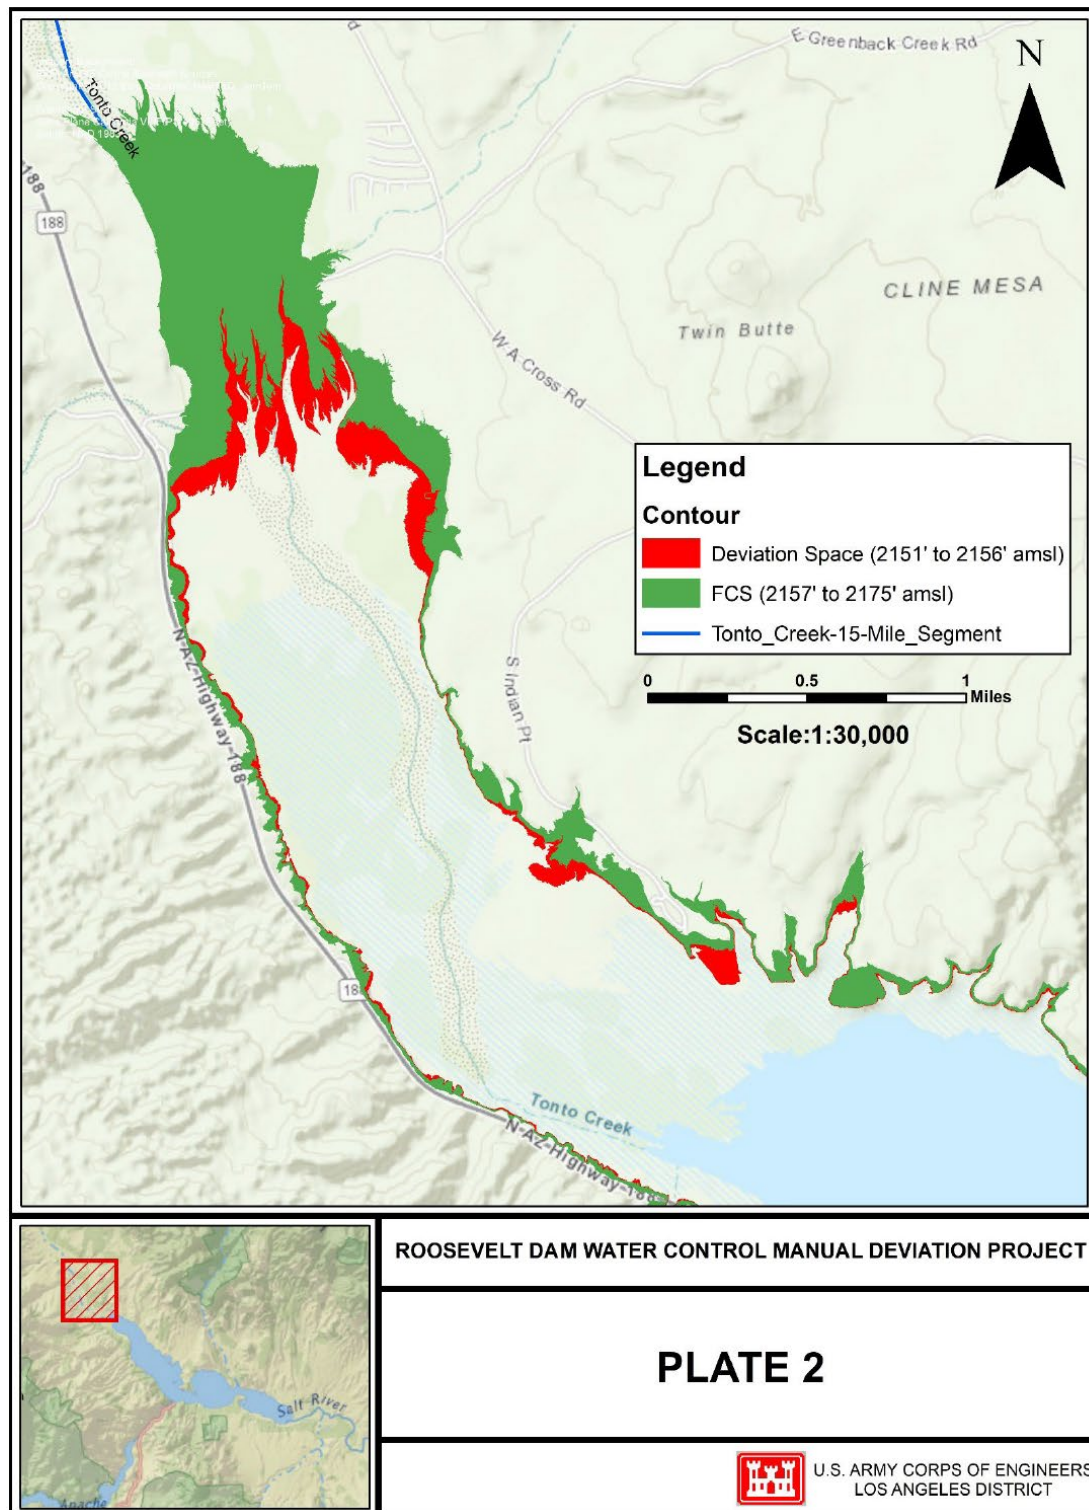 E Greenback Creek Rd
N
Tonto Creek
188
188
CLINE MESA
Twin Butte
W A Cross Rd
Legend
Contour
Deviation Space (2151' to 2156' amsl)
FCS (2157' to 2175' amsl)
Tonto_Creek-15-Mile_Segment
0 0.5 1
Miles
Scale:1:30,000
S Indian Pt
N-AZ-Highway-188
18
Tonto Creek
N-AZ-Highway-188
ROOSEVELT DAM WATER CONTROL MANUAL DEVIATION PROJECT
PLATE 2
Salt River
Apache
U.S. ARMY CORPS OF ENGINEERS
LOS ANGELES DISTRICT